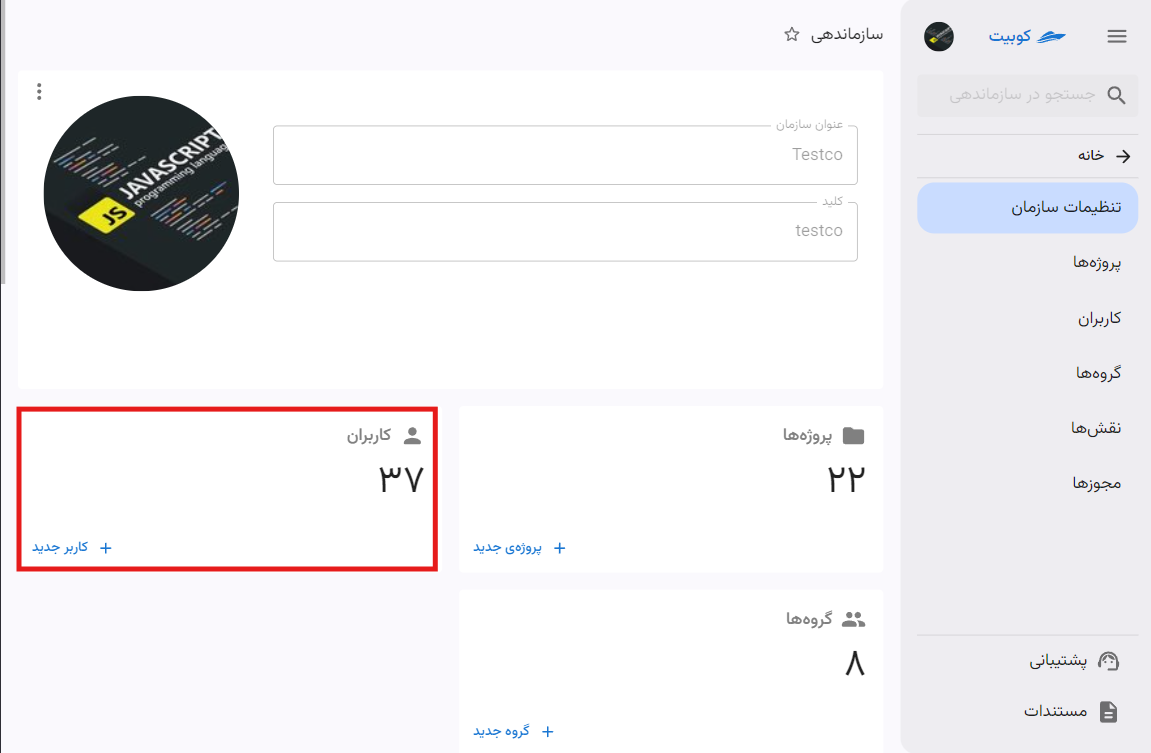 کوبیت
جستجو در سازماندهی
خانه
تنظیمات سازمان
پروژه‌ها
کاربران
گروه‌ها
نقش‌ها
مجوزها
پشتیبانی
مستندات
سازماندهی
عنوان سازمان
Testco
کلید
testco
JAVASCRIPT
programming language
JS
پروژه‌ها
۲۲
+ پروژه‌ی جدید
کاربران
۳۷
+ کاربر جدید
گروه‌ها
۸
+ گروه جدید